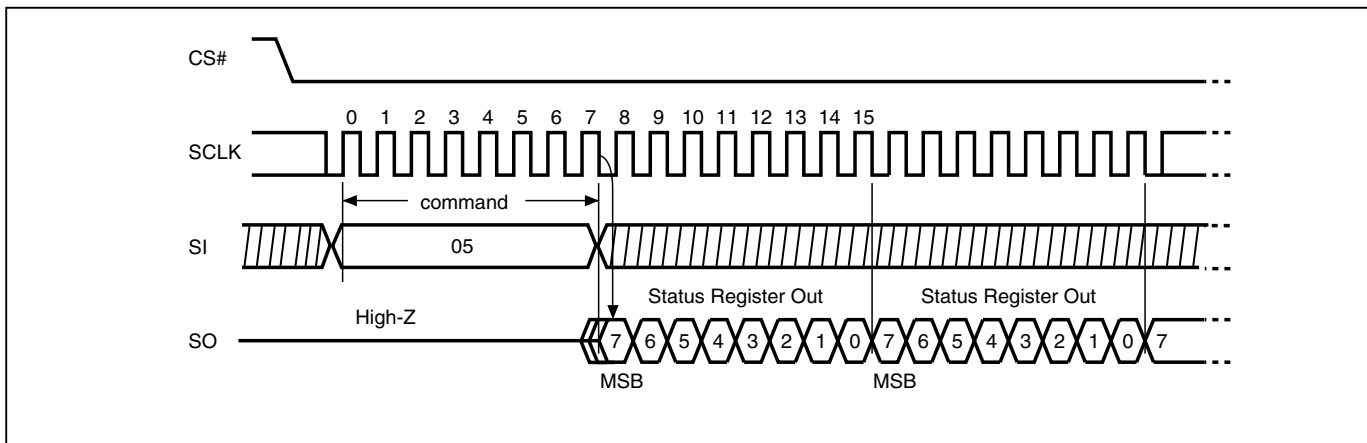 CS#
0 1 2 3 4 5 6 7 8 9 10 11 12 13 14 15
SCLK
command
SI
05
Status Register Out Status Register Out
High-Z
SO
7 6 5 4 3 2 1 0 7 6 5 4 3 2 1 0 7
MSB MSB